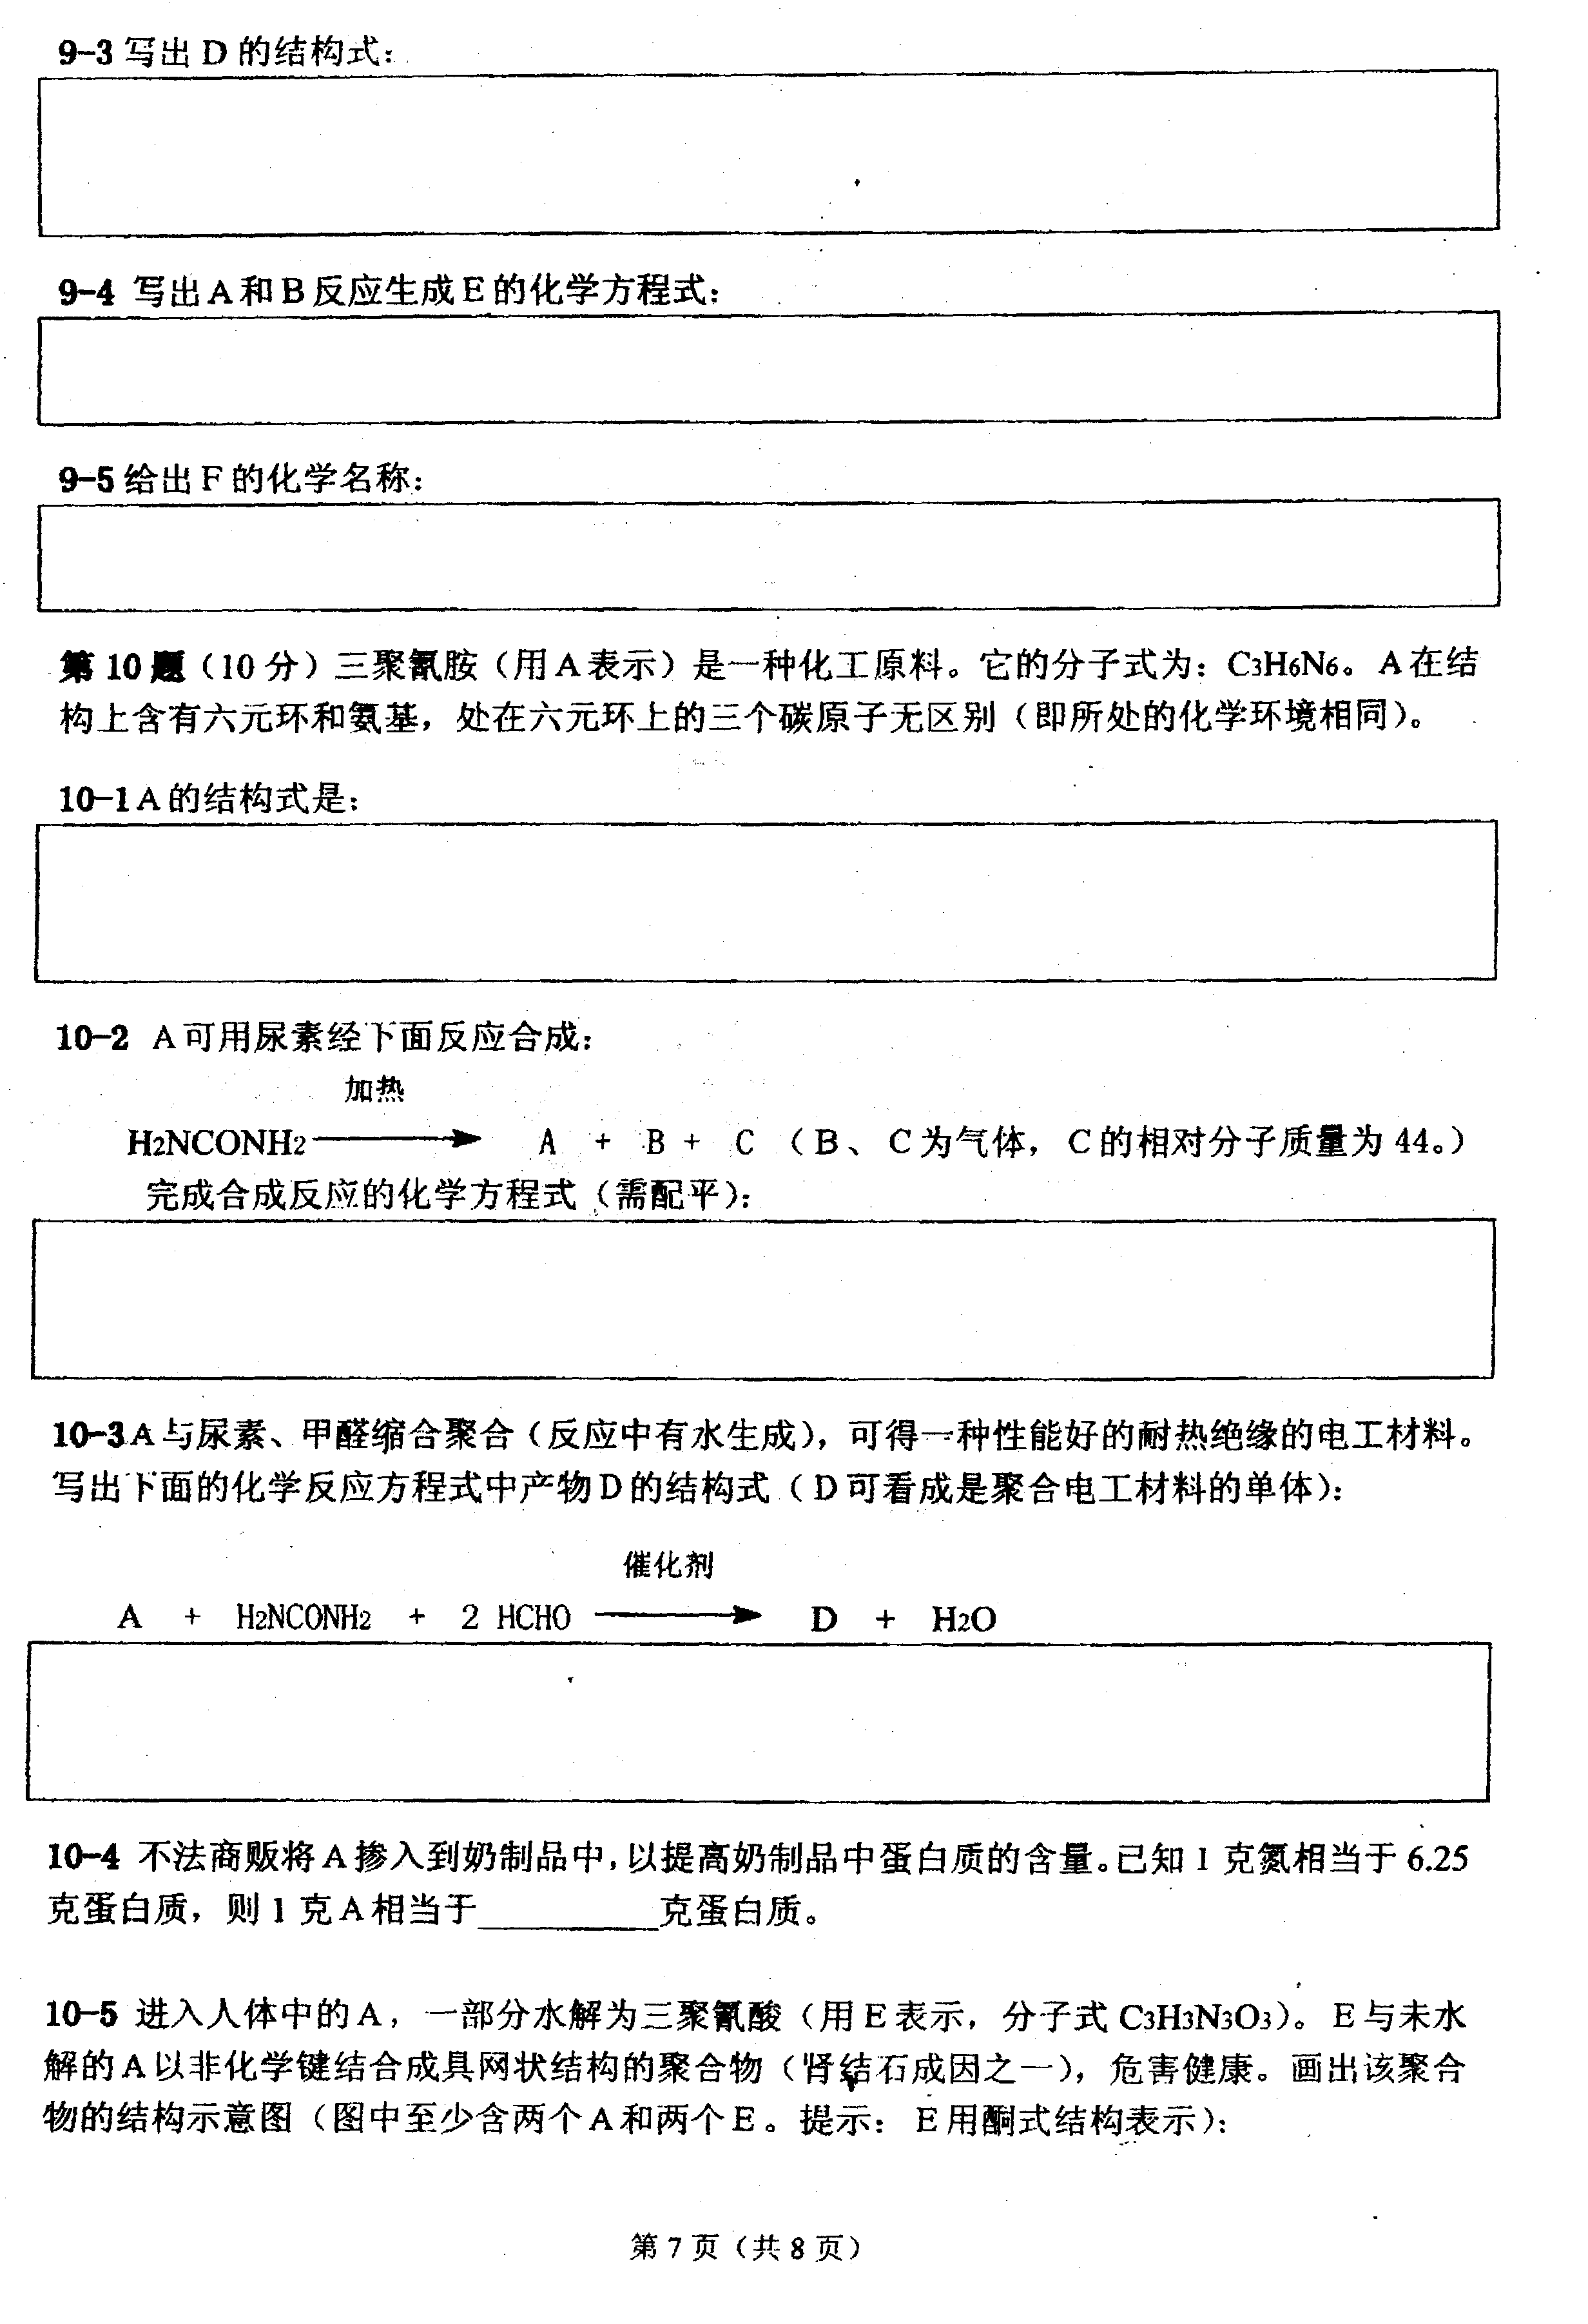 9-3 写出 D 的结构式：
9-4 写出A和B反应生成E的化学方程式：
9-5 给出 F 的化学名称：
第 10 题（10 分）三聚氰胺（用A表示）是一种化工原料。它的分子式为：C3H6N6。A在结
构上含有六元环和氨基，处在六元环上的三个碳原子无区别（即所处的化学环境相同）。
10-1 A 的结构式是：
10-2 A可用尿素经下面反应合成：
加热
H2NCONH2 ⟶ A + B + C （B、C为气体，C的相对分子质量为 44。）
完成合成反应的化学方程式（需配平）：
10-3 A与尿素、甲醛缩合聚合（反应中有水生成），可得一种性能好的耐热绝缘的电工材料。
写出下面的化学反应方程式中产物D的结构式（D可看成是聚合电工材料的单体）：
催化剂
A + H2NCONH2 + 2 HCHO ⟶ D + H2O
10-4 不法商贩将A掺入到奶制品中，以提高奶制品中蛋白质的含量。已知 1 克氮相当于 6.25
克蛋白质，则 1 克A相当于__________克蛋白质。
10-5 进入人体中的A，一部分水解为三聚氰酸（用E表示，分子式 C3H3N3O3）。E与未水
解的A以非化学键结合成具网状结构的聚合物（肾结石成因之一），危害健康。画出该聚合
物的结构示意图（图中至少含两个A和两个E。提示：E用酮式结构表示）：
第 7 页（共 8 页）